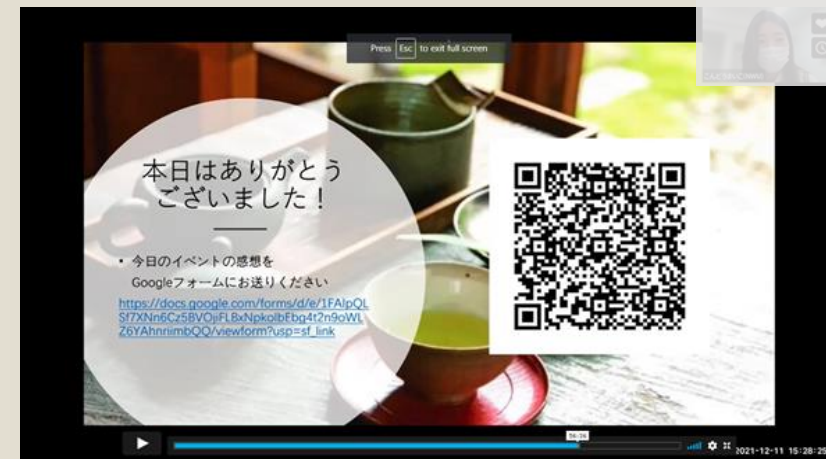 Press Esc to exit full screen
本日はありがとう
ございました！
• 今日のイベントの感想を
Googleフォームにお送りください
https://docs.google.com/forms/d/e/1FAIpQL
Sf7XNn6Cz5BVOjiFL8xNpkolbEbg4t2n9oWL
Z6YAhnriimbQQ/viewform?usp=sf_link
56:36
2021-12-11 15:28:25